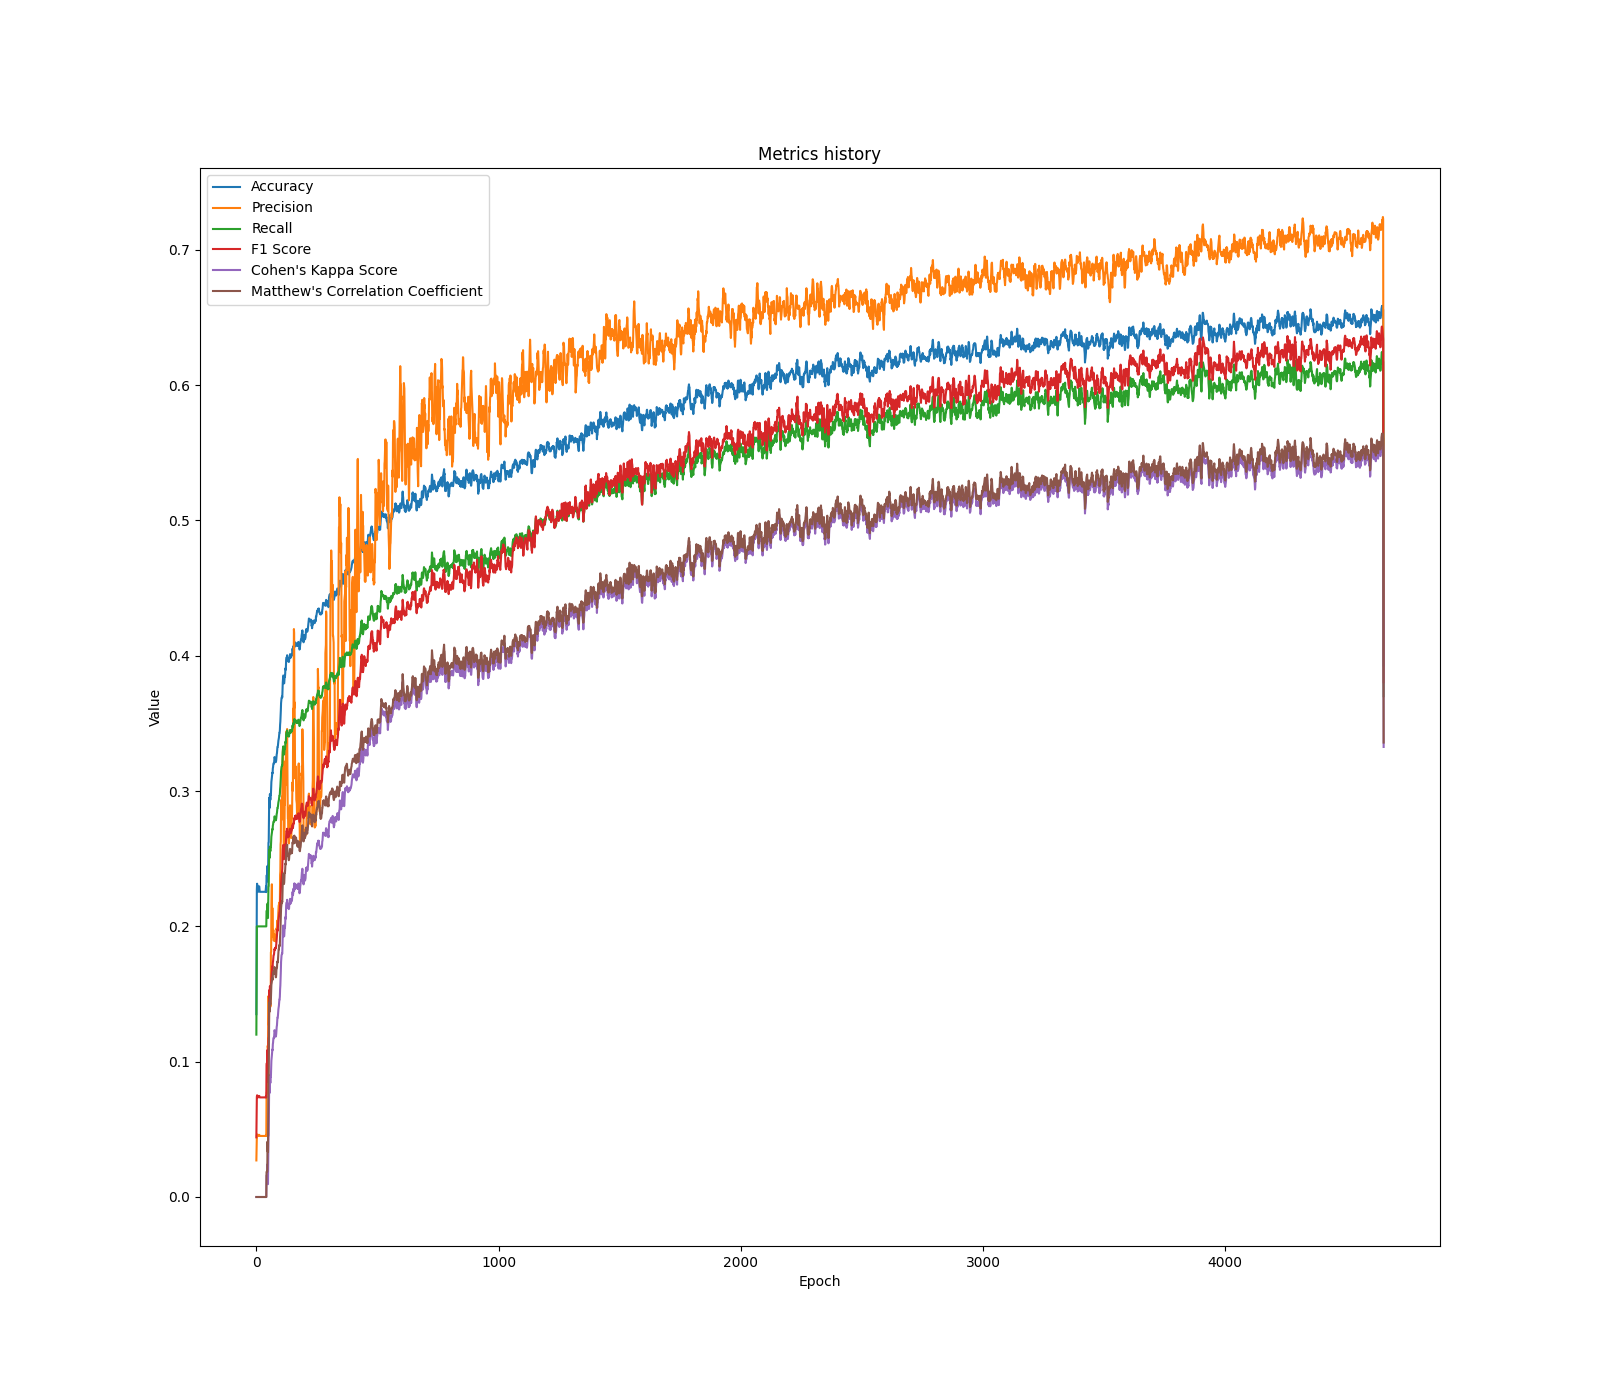 Metrics history
Accuracy
Precision
Recall
F1 Score
Cohen's Kappa Score
Matthew's Correlation Coefficient
Value
0.7
0.6
0.5
0.4
0.3
0.2
0.1
0.0
0 1000 2000 3000 4000
Epoch